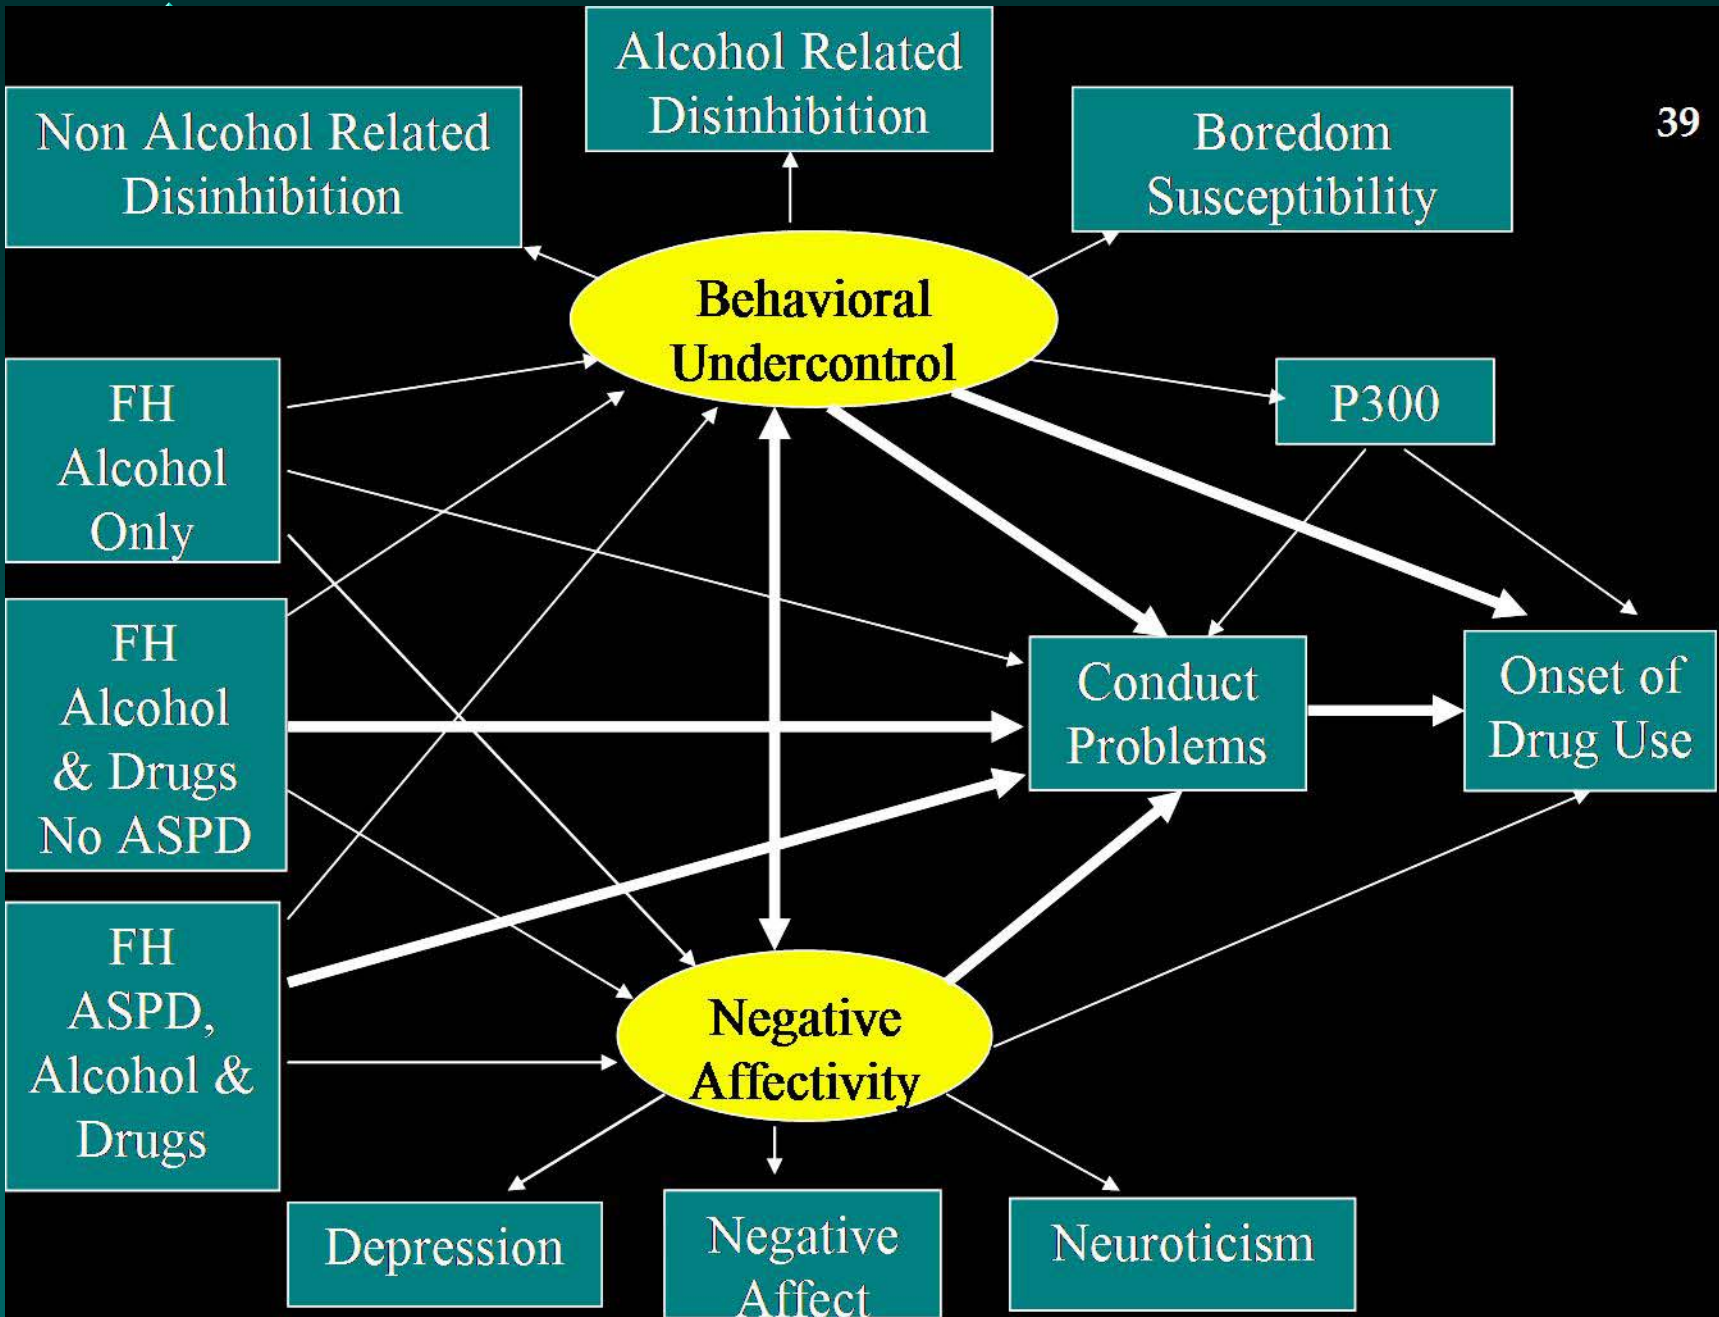 Alcohol Related
Disinhibition
Non Alcohol Related
Disinhibition
Boredom
Susceptibility
39
Behavioral
Undercontrol
FH
Alcohol
Only
P300
FH
Alcohol
& Drugs
No ASPD
Conduct
Problems
Onset of
Drug Use
FH
ASPD,
Alcohol &
Drugs
Negative
Affectivity
Depression
Negative
Affect
Neuroticism